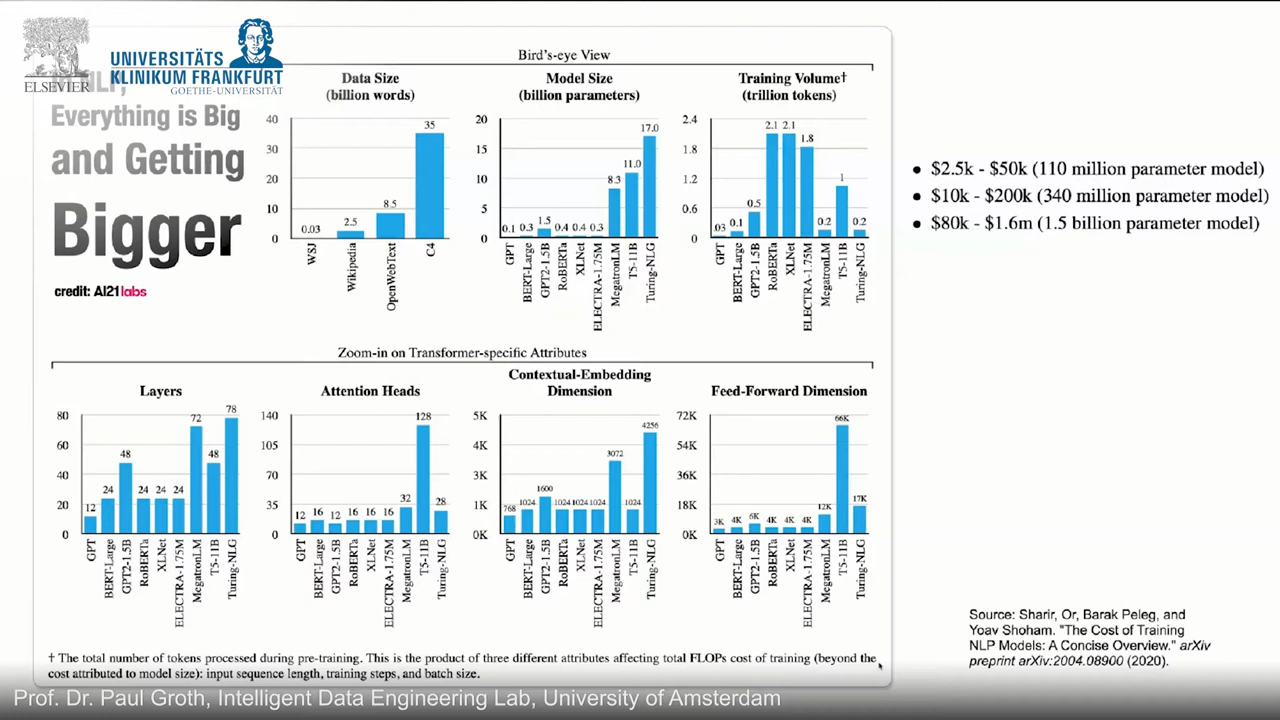 ELSEVIER
UNIVERSITÄTS
KLINIKUM FRANKFURT
GOETHE-UNIVERSITÄT
Everything is Big
and Getting
Bigger
credit: AI21labs
Bird's-eye View
Data Size
(billion words)
40
30
20
10
0
0.03
2.5
8.5
35
WSJ
Wikipedia
OpenWebText
C4
Model Size
(billion parameters)
20
15
10
5
0
0.1
0.3
1.5
0.4
0.4
0.3
8.3
11.0
17.0
GPT
BERT-Large
GPT2-1.5B
RoBERTa
XLNet
ELECTRA-1.75M
MegatronLM
T5-11B
Turing-NLG
Training Volume†
(trillion tokens)
2.4
1.8
1.2
0.6
0
.03
0.1
0.5
2.1
2.1
1.8
0.2
1
0.2
GPT
BERT-Large
GPT2-1.5B
RoBERTa
XLNet
ELECTRA-1.75M
MegatronLM
T5-11B
Turing-NLG
Zoom-in on Transformer-specific Attributes
Layers
80
60
40
20
0
12
24
48
24
24
24
72
48
78
GPT
BERT-Large
GPT2-1.5B
RoBERTa
XLNet
ELECTRA-1.75M
MegatronLM
T5-11B
Turing-NLG
Attention Heads
140
105
70
35
0
12
16
12
16
16
16
32
128
28
GPT
BERT-Large
GPT2-1.5B
RoBERTa
XLNet
ELECTRA-1.75M
MegatronLM
T5-11B
Turing-NLG
Contextual-Embedding
Dimension
5K
4K
3K
1K
0K
768
1024
1600
1024
1024
1024
3072
1024
4256
GPT
BERT-Large
GPT2-1.5B
RoBERTa
XLNet
ELECTRA-1.75M
MegatronLM
T5-11B
Turing-NLG
Feed-Forward Dimension
72K
54K
36K
18K
0K
3K
4K
6K
4K
4K
4K
12K
66K
17K
GPT
BERT-Large
GPT2-1.5B
RoBERTa
XLNet
ELECTRA-1.75M
MegatronLM
T5-11B
Turing-NLG
† The total number of tokens processed during pre-training. This is the product of three different attributes affecting total FLOPs cost of training (beyond the
cost attributed to model size): input sequence length, training steps, and batch size.
• $2.5k - $50k (110 million parameter model)
• $10k - $200k (340 million parameter model)
• $80k - $1.6m (1.5 billion parameter model)
Source: Sharir, Or, Barak Peleg, and
Yoav Shoham. "The Cost of Training
NLP Models: A Concise Overview." arXiv
preprint arXiv:2004.08900 (2020).
Prof. Dr. Paul Groth, Intelligent Data Engineering Lab, University of Amsterdam